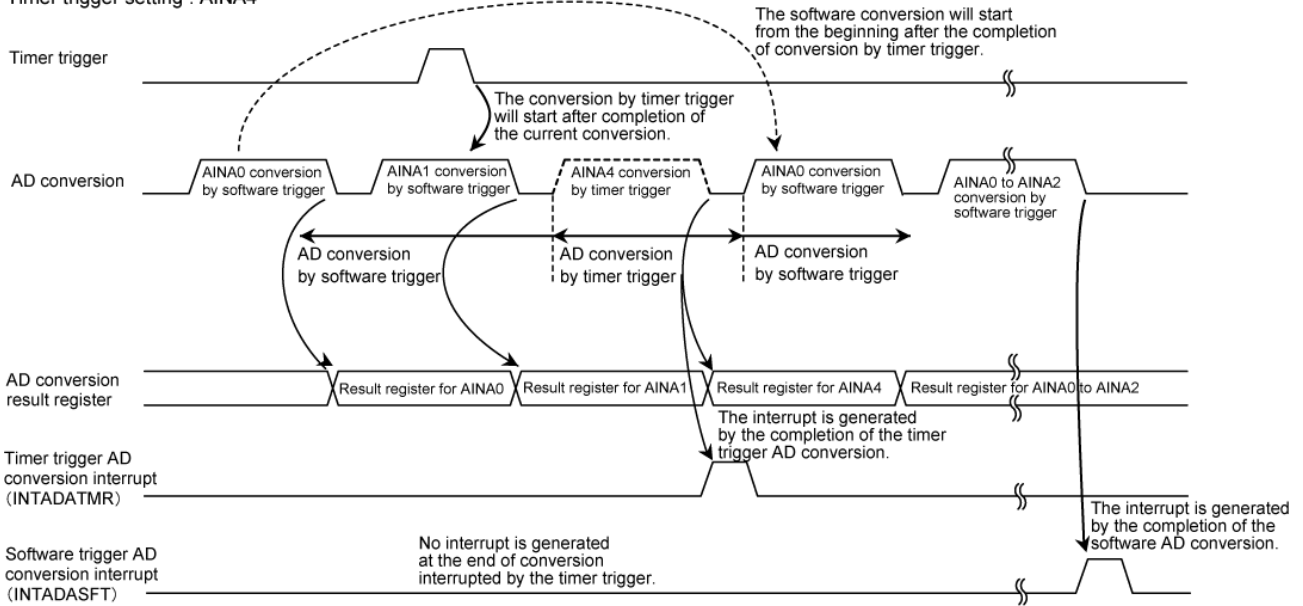 Timer trigger setting : AINA4
The software conversion will start
from the beginning after the completion
of conversion by timer trigger.
Timer trigger
The conversion by timer trigger
will start after completion of
the current conversion.
AD conversion
AINA0 conversion
by software trigger
AINA1 conversion
by software trigger
AINA4 conversion
by timer trigger
AINA0 conversion
by software trigger
AINA0 to AINA2
conversion by
software trigger
AD conversion
by software trigger
AD conversion
by timer trigger
AD conversion
by software trigger
AD conversion
result register
Result register for AINA0
Result register for AINA1
Result register for AINA4
Result register for AINA0 to AINA2
The interrupt is generated
by the completion of the timer
trigger AD conversion.
Timer trigger AD
conversion interrupt
(INTADATMR)
The interrupt is generated
by the completion of the
software AD conversion.
No interrupt is generated
at the end of conversion
interrupted by the timer trigger.
Software trigger AD
conversion interrupt
(INTADASFT)